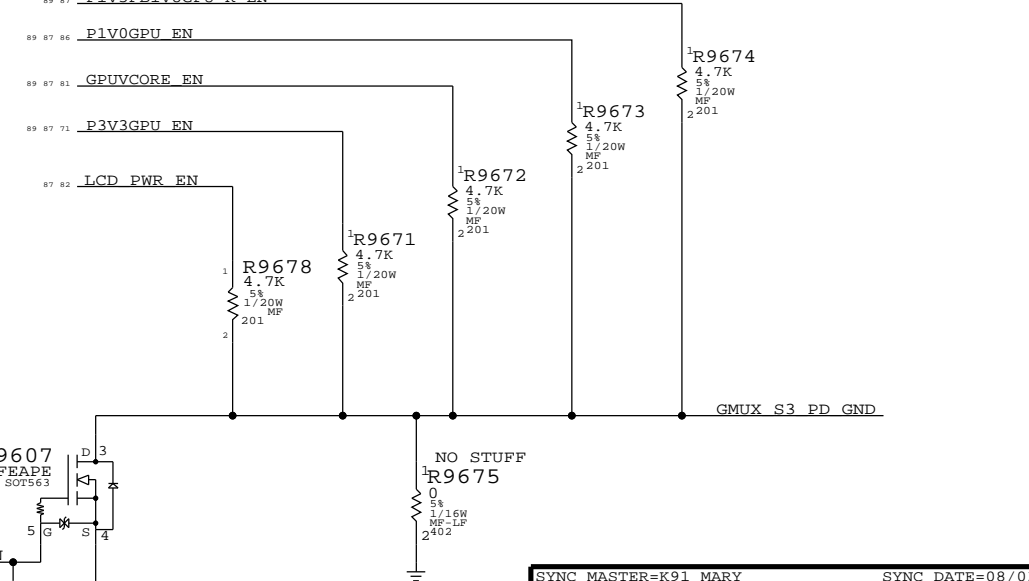 89 87 86 P1V0GPU_EN
1 R9674
4.7K
5%
1/20W
MF
2 201
89 87 81 GPUVCORE_EN
1 R9673
4.7K
5%
1/20W
MF
2 201
89 87 71 P3V3GPU_EN
1 R9672
4.7K
5%
1/20W
MF
2 201
87 82 LCD_PWR_EN
1 R9671
4.7K
5%
1/20W
MF
2 201
1 R9678
4.7K
5%
1/20W
MF
201
2
GMUX_S3_PD_GND
9607
FEAPE
SOT563
D 3
5 G S 4
NO STUFF
1 R9675
0
5%
1/16W
MF-LF
2 402
SYNC_MASTER=K91_MARY SYNC_DATE=08/0